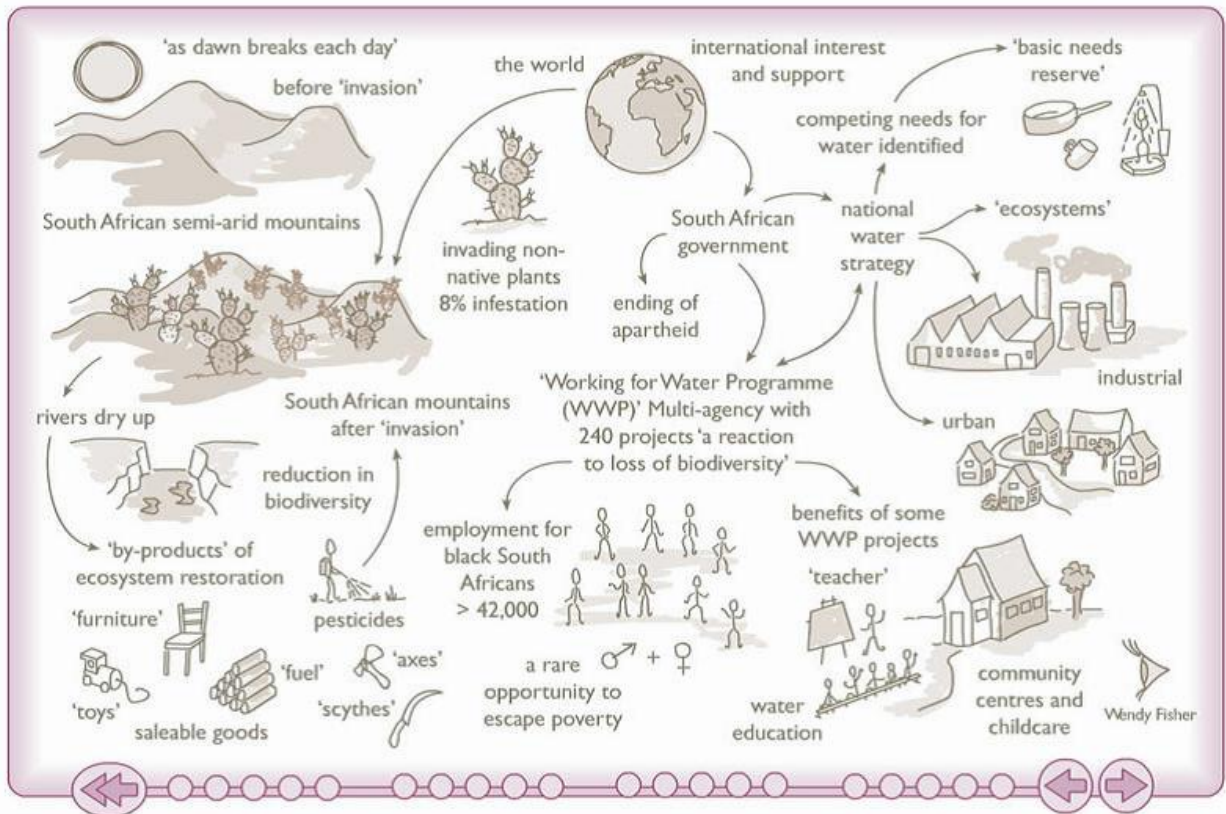 'as dawn breaks each day'
before 'invasion'
South African semi-arid mountains
the world
international interest
and support
invading non-
native plants
8% infestation
South African
government
ending of
apartheid
national
water
strategy
competing needs for
water identified
'basic needs
reserve'
'ecosystems'
industrial
urban
rivers dry up
South African mountains
after 'invasion'
reduction in
biodiversity
'by-products' of
ecosystem restoration
'furniture'
'toys'
'fuel'
saleable goods
pesticides
'axes'
'scythes'
'Working for Water Programme
(WWP)' Multi-agency with
240 projects 'a reaction
to loss of biodiversity'
employment for
black South
Africans
> 42,000
a rare
opportunity to
escape poverty
♂ + ♀
benefits of some
WWP projects
'teacher'
water
education
community
centres and
childcare
Wendy Fisher